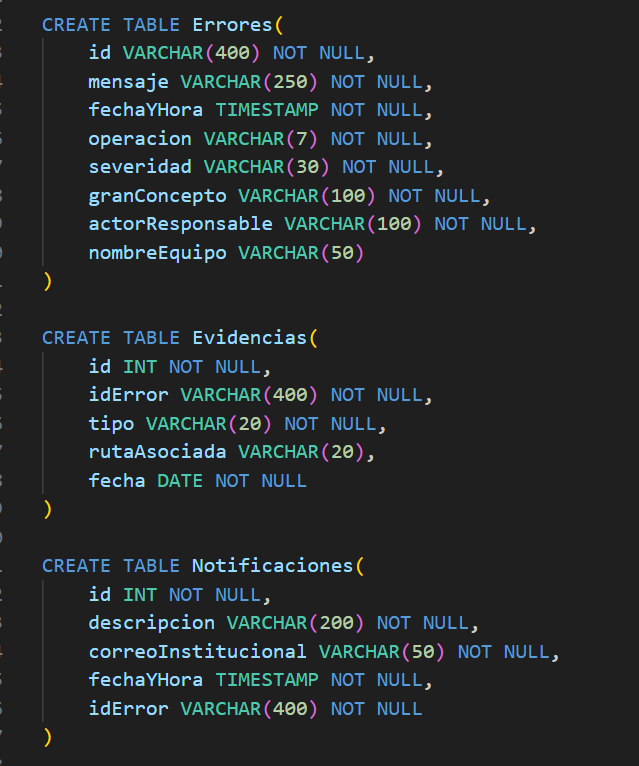 CREATE TABLE Errores(
id VARCHAR(400) NOT NULL,
mensaje VARCHAR(250) NOT NULL,
fechaYHora TIMESTAMP NOT NULL,
operacion VARCHAR(7) NOT NULL,
severidad VARCHAR(30) NOT NULL,
granConcepto VARCHAR(100) NOT NULL,
actorResponsable VARCHAR(100) NOT NULL,
nombreEquipo VARCHAR(50)
)
CREATE TABLE Evidencias(
id INT NOT NULL,
idError VARCHAR(400) NOT NULL,
tipo VARCHAR(20) NOT NULL,
rutaAsociada VARCHAR(20),
fecha DATE NOT NULL
)
CREATE TABLE Notificaciones(
id INT NOT NULL,
descripcion VARCHAR(200) NOT NULL,
correoInstitucional VARCHAR(50) NOT NULL,
fechaYHora TIMESTAMP NOT NULL,
idError VARCHAR(400) NOT NULL
)